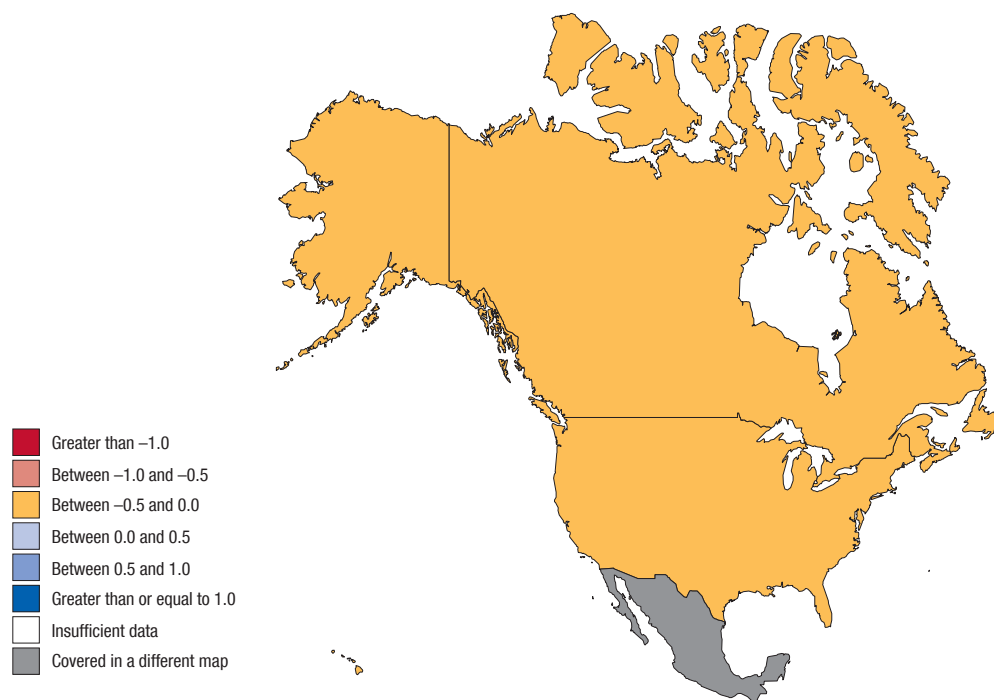 Greater than –1.0
Between –1.0 and –0.5
Between –0.5 and 0.0
Between 0.0 and 0.5
Between 0.5 and 1.0
Greater than or equal to 1.0
Insufficient data
Covered in a different map